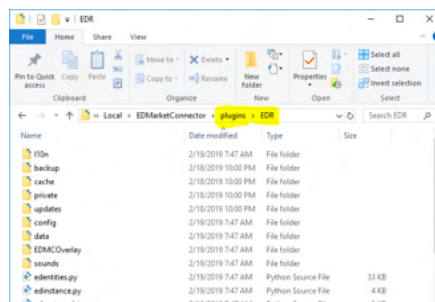 EDR
File Home Share View
Pin to Quick access Copy Paste Move to Copy to Delete Rename New folder Properties Select all Select none Invert selection
Clipboard Organize New Open Select
« Local › EDMarketConnector › plugins › EDR Search EDR
Name Date modified Type Size
l10n 2/19/2019 7:47 AM File folder
backup 2/18/2019 10:00 PM File folder
cache 2/18/2019 10:00 PM File folder
private 2/18/2019 10:00 PM File folder
updates 2/18/2019 10:00 PM File folder
config 2/19/2019 7:47 AM File folder
data 2/19/2019 7:47 AM File folder
EDMCOverlay 2/19/2019 7:47 AM File folder
sounds 2/19/2019 7:47 AM File folder
edentities.py 2/19/2019 7:47 AM Python Source File 33 KB
edinstance.py 2/19/2019 7:47 AM Python Source File 4 KB